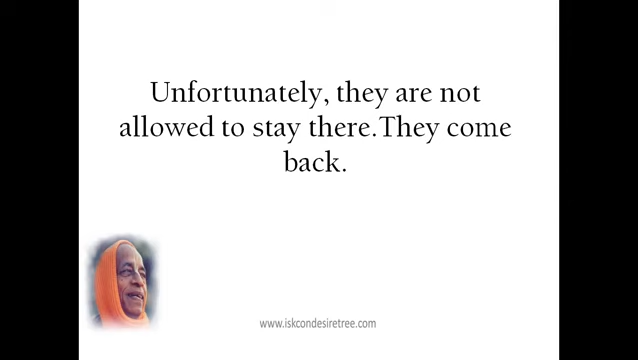 Unfortunately, they are not
allowed to stay there.They come
back.
www.iskcondesiretree.com